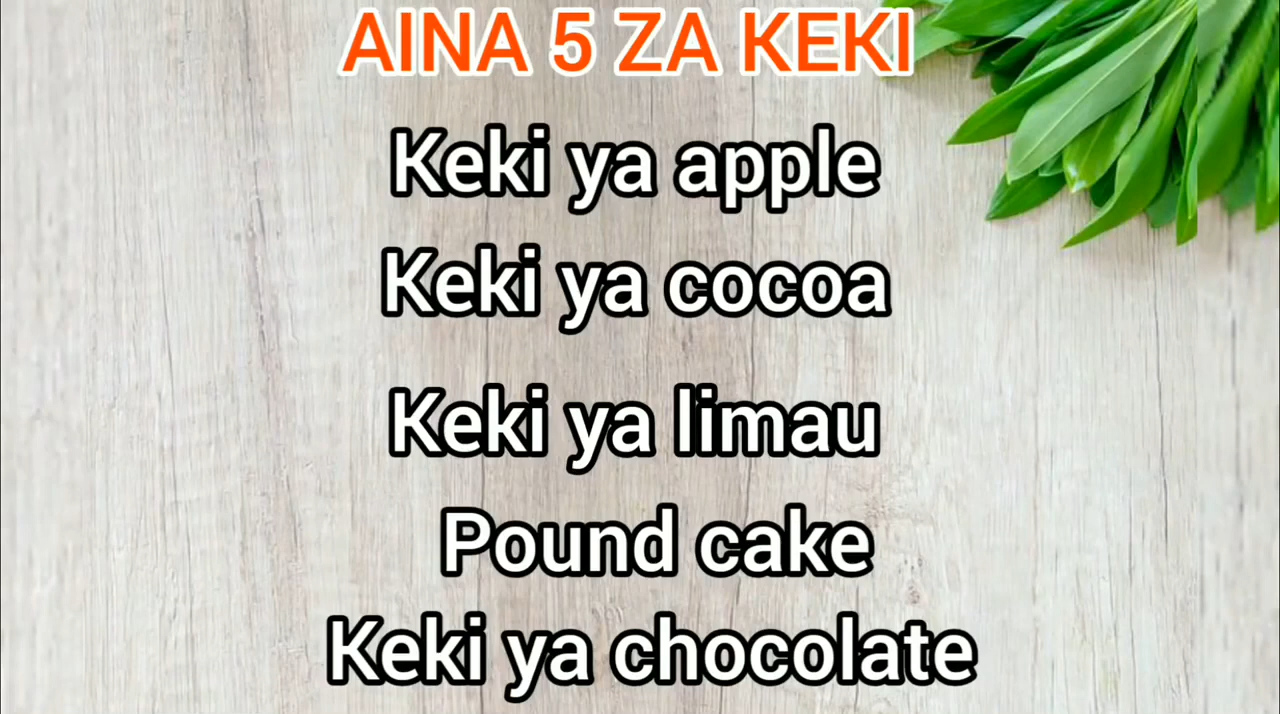 AINA 5 ZA KEKI
Keki ya apple
Keki ya cocoa
Keki ya limau
Pound cake
Keki ya chocolate